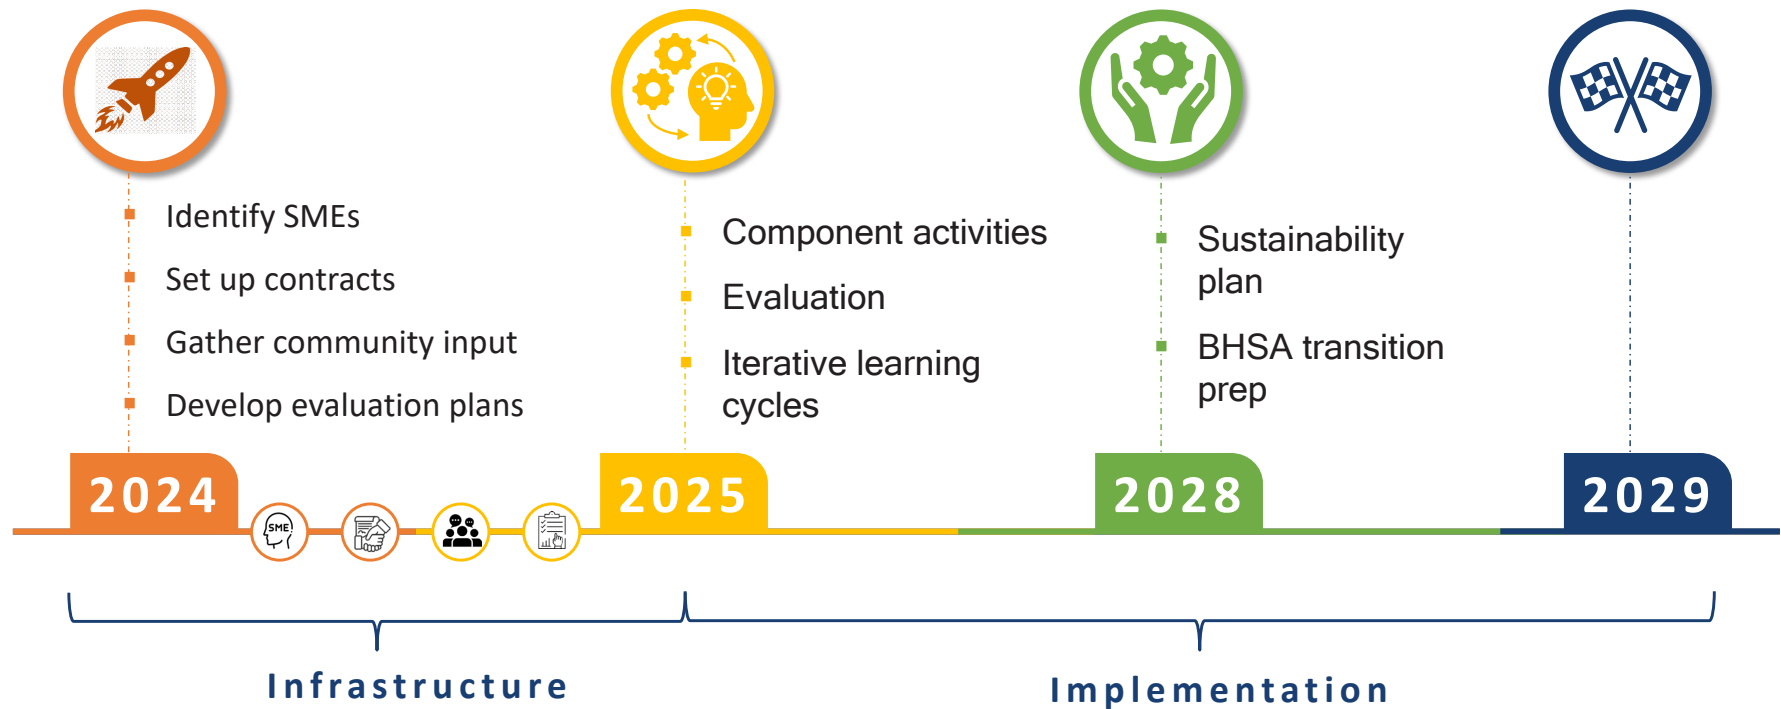 Identify SMEs
Set up contracts
Gather community input
Develop evaluation plans
Component activities
Evaluation
Iterative learning
cycles
Sustainability
plan
BHSA transition
prep
2024
SME
2025
2028
2029
Infrastructure
Implementation